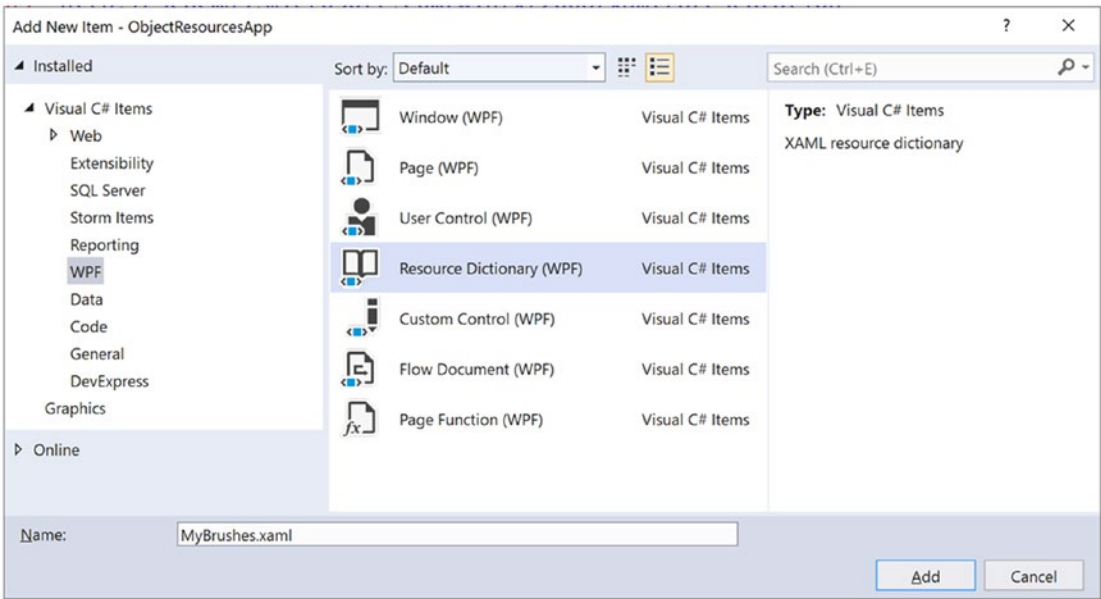 Add New Item - ObjectResourcesApp
?
Installed
Sort by: Default
Search (Ctrl+E)
Visual C# Items
Web
Extensibility
SQL Server
Storm Items
Reporting
WPF
Data
Code
General
DevExpress
Graphics
Online
Window (WPF) Visual C# Items
Page (WPF) Visual C# Items
User Control (WPF) Visual C# Items
Resource Dictionary (WPF) Visual C# Items
Custom Control (WPF) Visual C# Items
Flow Document (WPF) Visual C# Items
Page Function (WPF) Visual C# Items
Type: Visual C# Items
XAML resource dictionary
Name: MyBrushes.xaml
Add Cancel